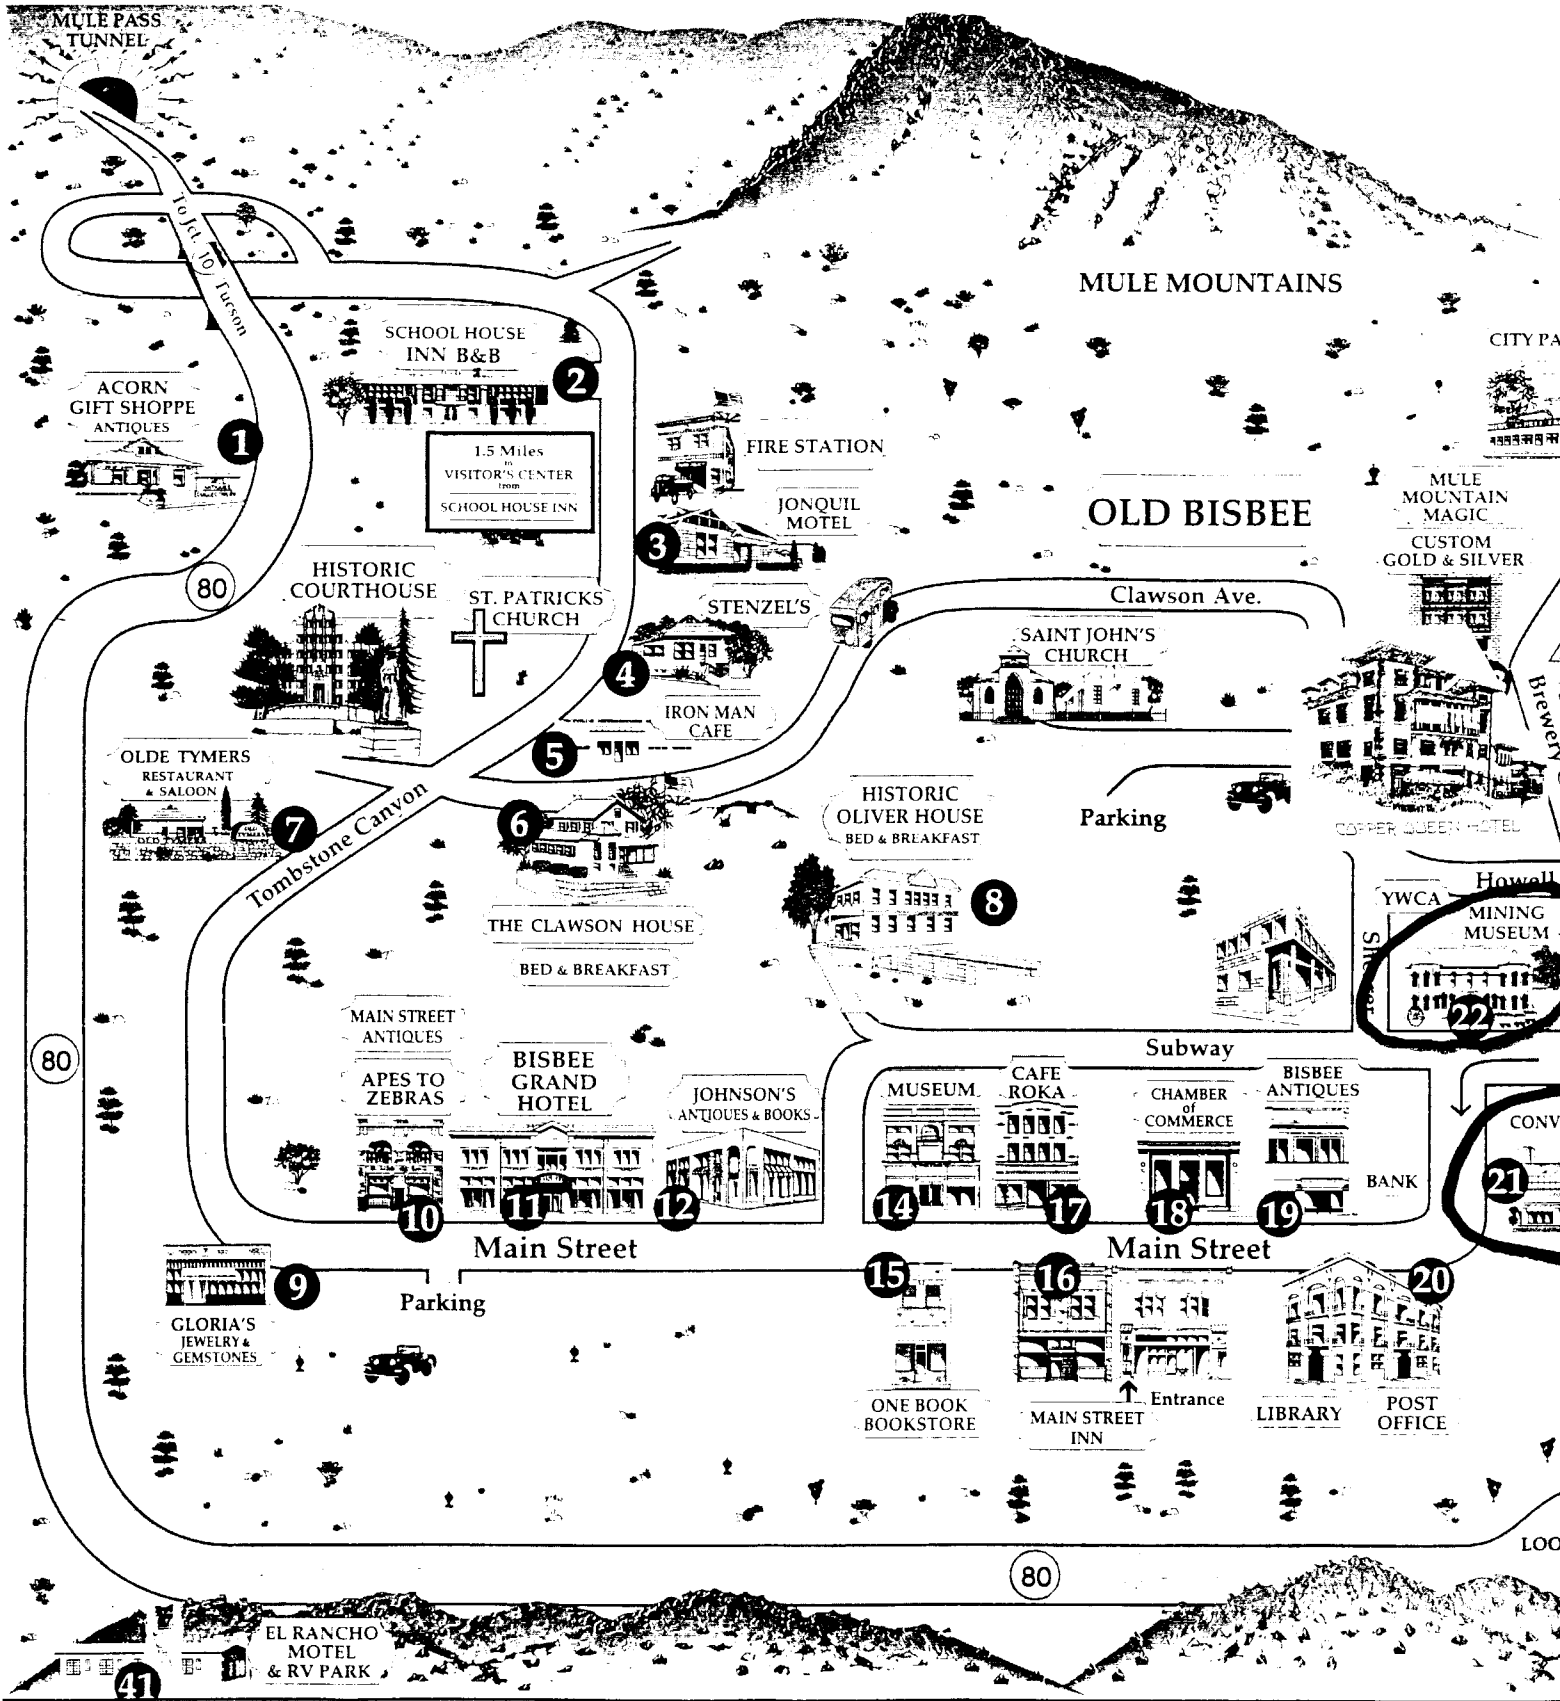 MULE PASS
TUNNEL
To Jct. 10 Tucson
MULE MOUNTAINS
SCHOOL HOUSE
INN B&B
2
CITY PA
ACORN
GIFT SHOPPE
ANTIQUES
1
1.5 Miles
to
VISITOR'S CENTER
from
SCHOOL HOUSE INN
FIRE STATION
JONQUIL
MOTEL
3
OLD BISBEE
MULE
MOUNTAIN
MAGIC
CUSTOM
GOLD & SILVER
80
HISTORIC
COURTHOUSE
ST. PATRICKS
CHURCH
STENZEL'S
4
Clawson Ave.
SAINT JOHN'S
CHURCH
Brewery
IRON MAN
CAFE
5
OLDE TYMERS
RESTAURANT
& SALOON
OLD TYMERS
7
Tombstone Canyon
6
THE CLAWSON HOUSE
BED & BREAKFAST
HISTORIC
OLIVER HOUSE
BED & BREAKFAST
8
Parking
COPPER QUEEN HOTEL
Howell
YWCA
MINING
MUSEUM
22
80
MAIN STREET
ANTIQUES
APES TO
ZEBRAS
10
BISBEE
GRAND
HOTEL
11
JOHNSON'S
ANTIQUES & BOOKS
12
Subway
MUSEUM
14
CAFE
ROKA
17
CHAMBER
of
COMMERCE
18
BISBEE
ANTIQUES
19
BANK
CONV
21
Main Street
Main Street
9
GLORIA'S
JEWELRY &
GEMSTONES
Parking
15
ONE BOOK
BOOKSTORE
16
MAIN STREET
INN
Entrance
20
LIBRARY
POST
OFFICE
LOO
80
EL RANCHO
MOTEL
& RV PARK
41